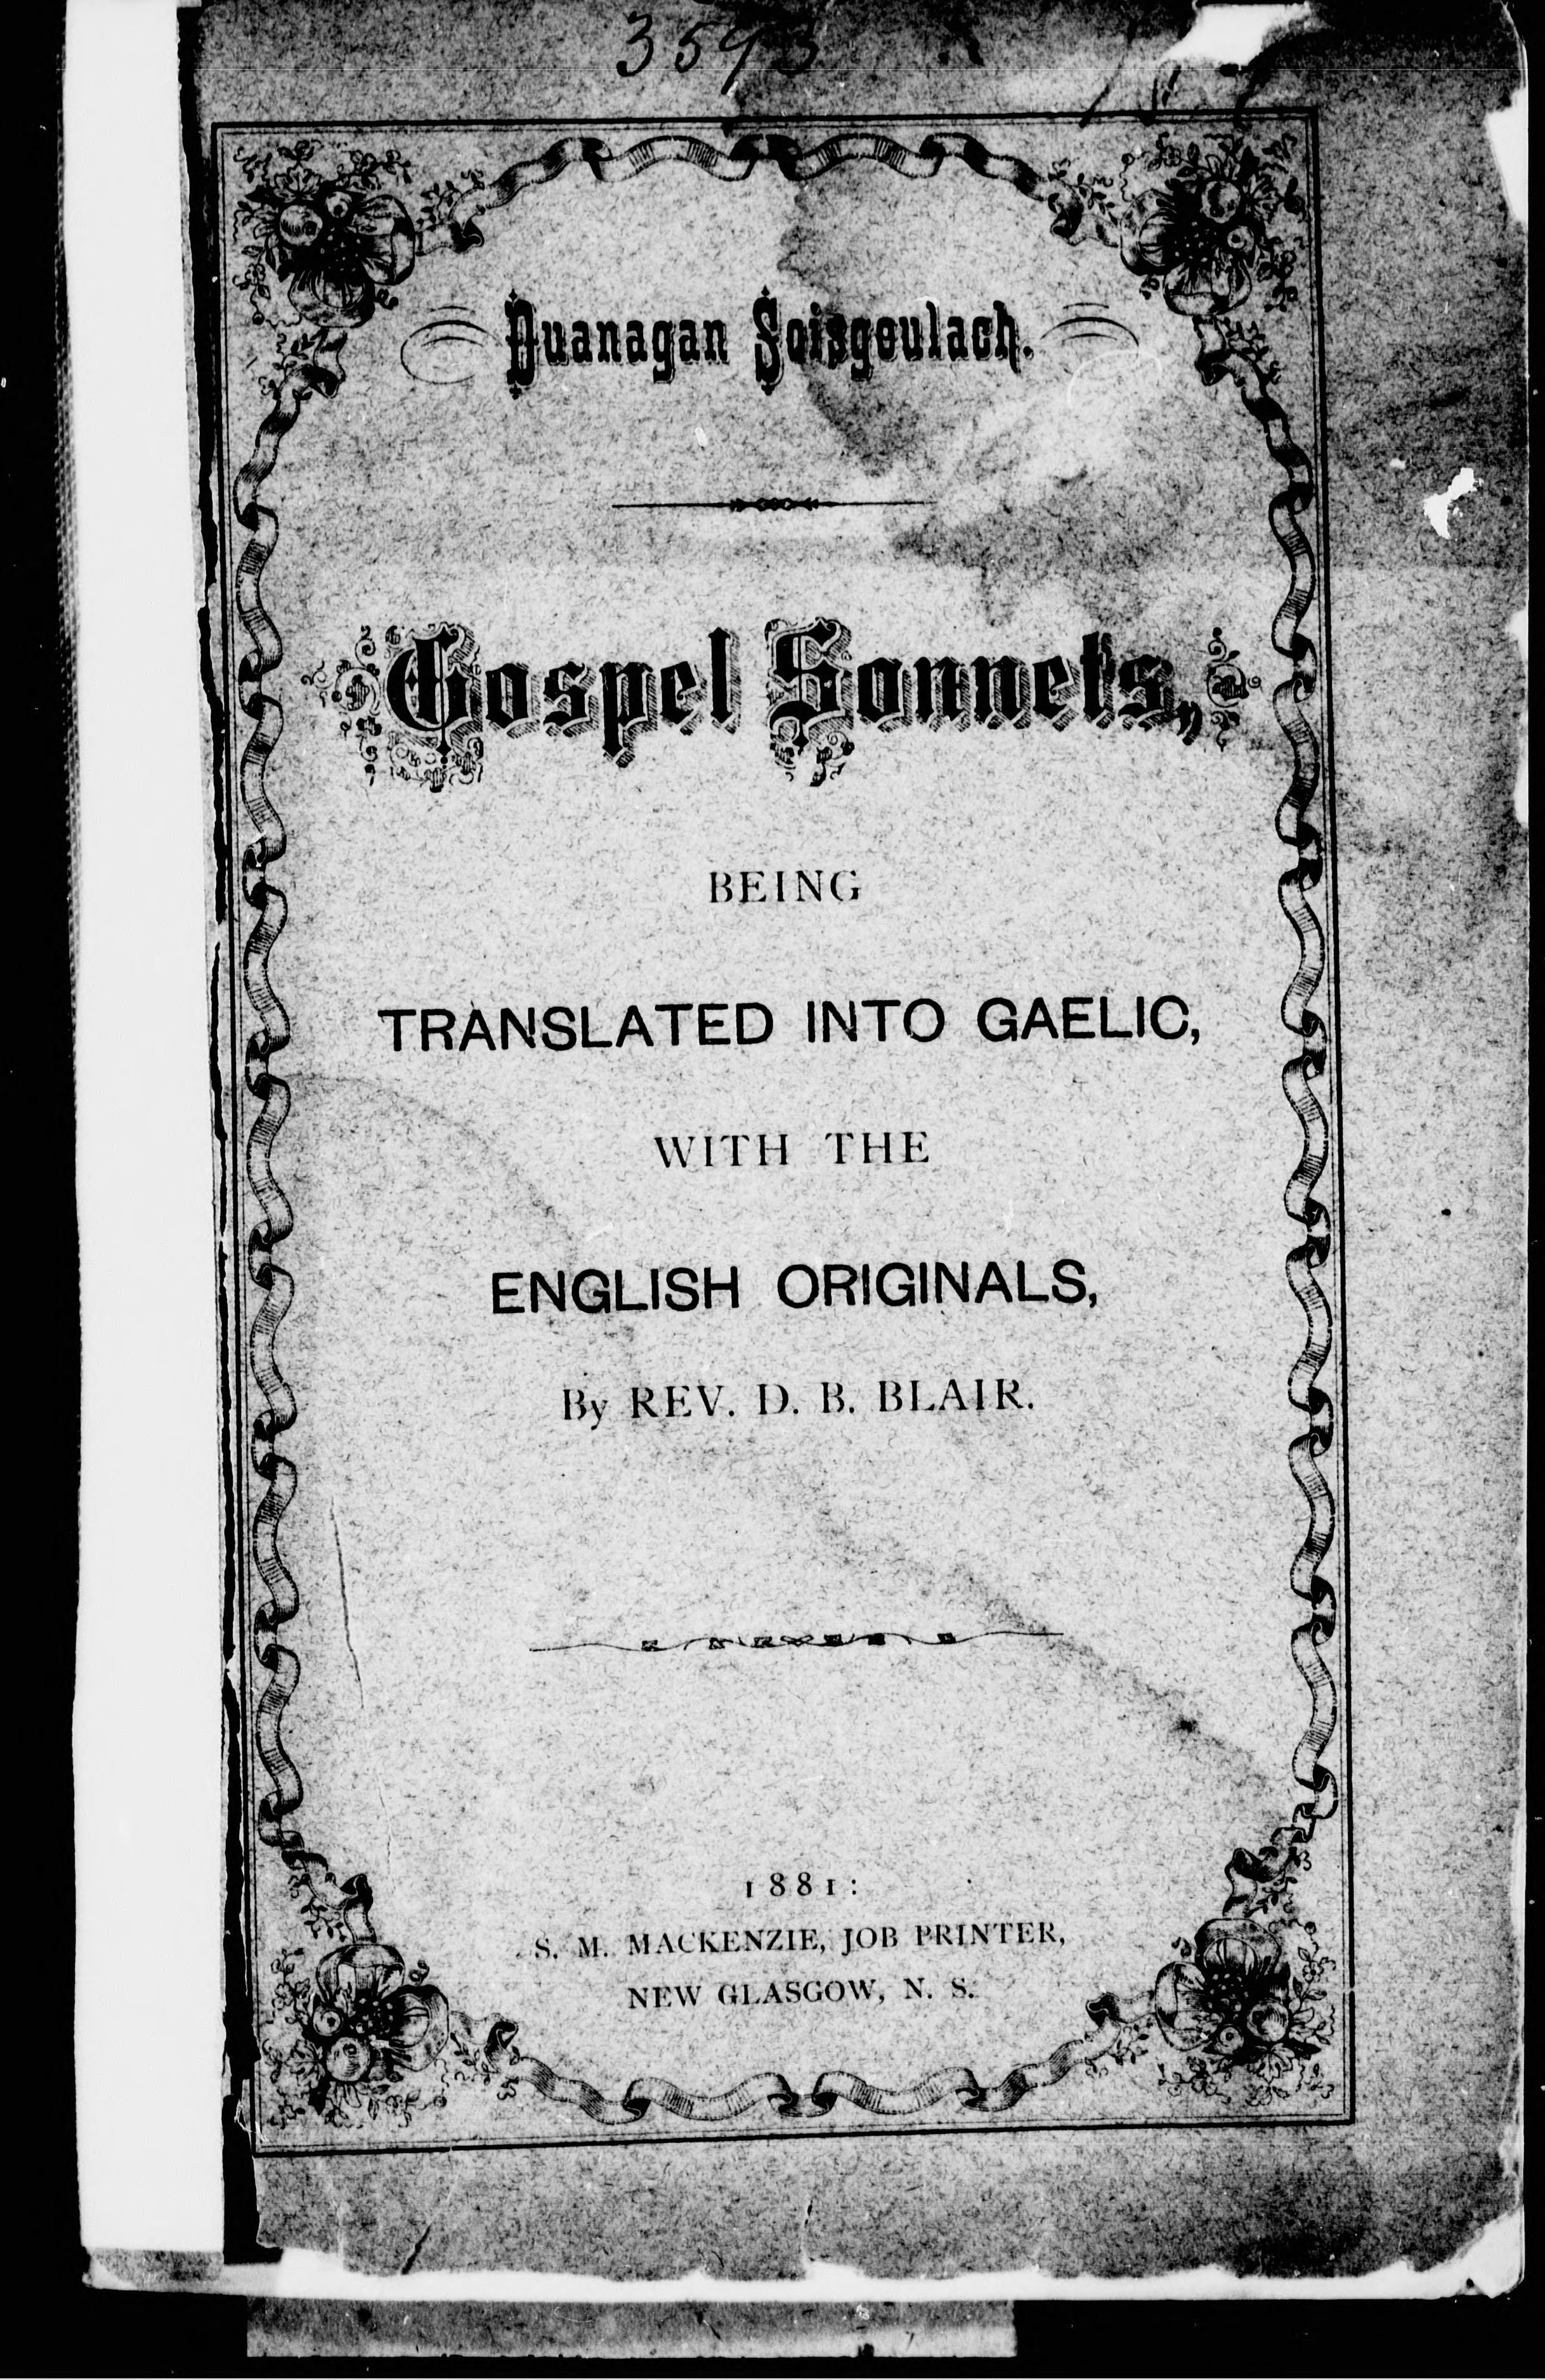 3593
Duanagan Soisgeulach.
Gospel Sonnets,
BEING
TRANSLATED INTO GAELIC,
WITH THE
ENGLISH ORIGINALS,
By REV. D. B. BLAIR.
1881:
S. M. MACKENZIE, JOB PRINTER,
NEW GLASGOW, N. S.